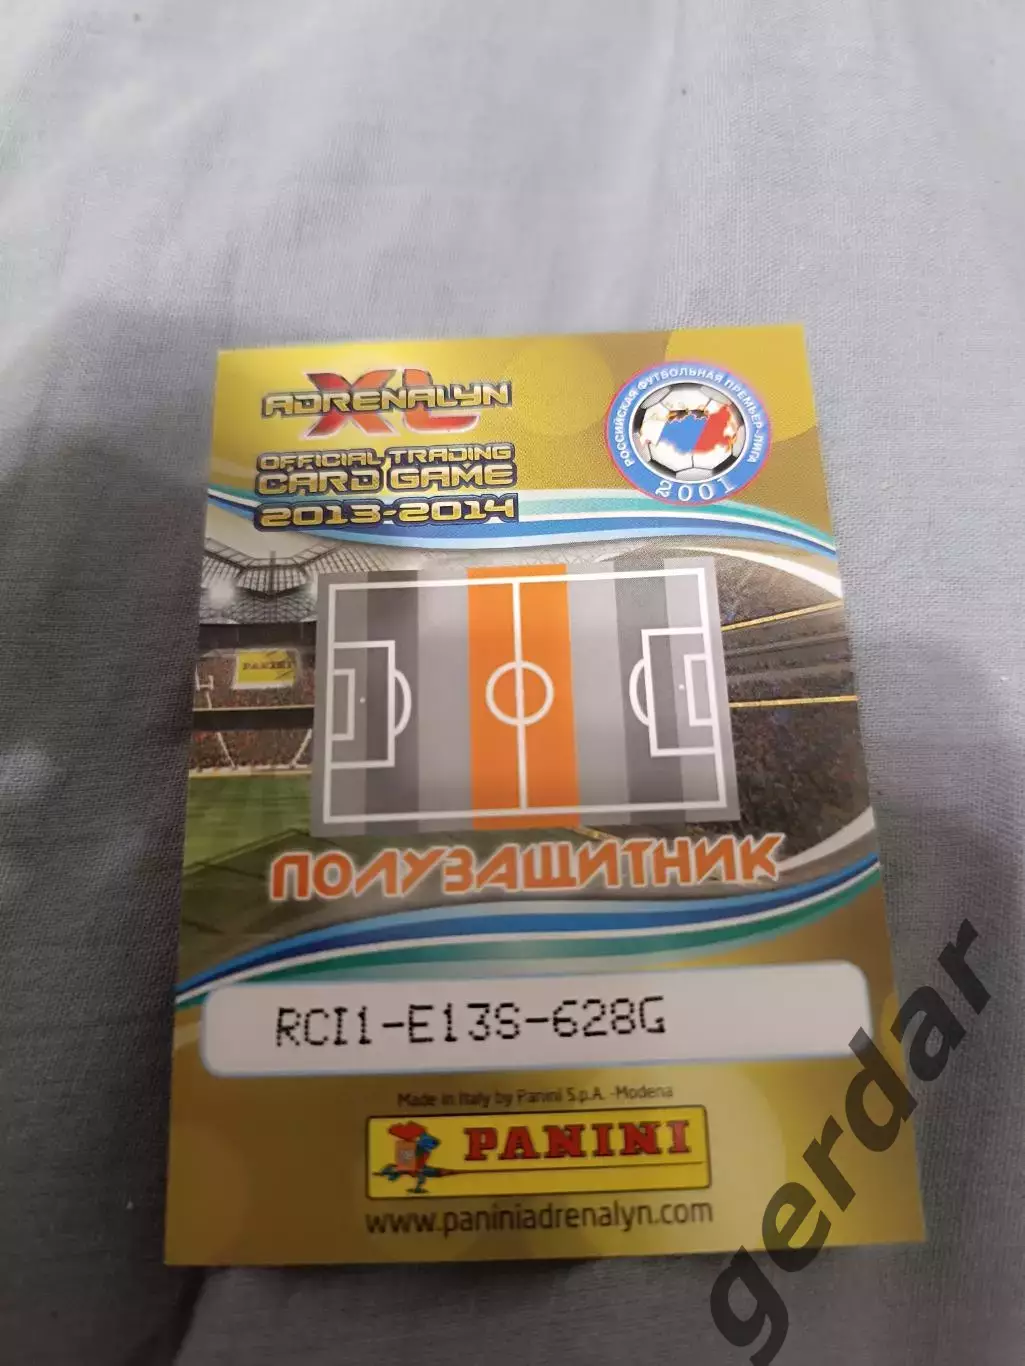 ADRENALYN XL
OFFICIAL TRADING
CARD GAME
2013-2014
РОССИЙСКАЯ ФУТБОЛЬНАЯ ПРЕМЬЕР-ЛИГА
2001
PANINI
ПОЛУЗАЩИТНИК
RCI1-E13S-628G
Made in Italy by Panini S.p.A. -Modena
PANINI
www.paniniadrenalyn.com
gerdar